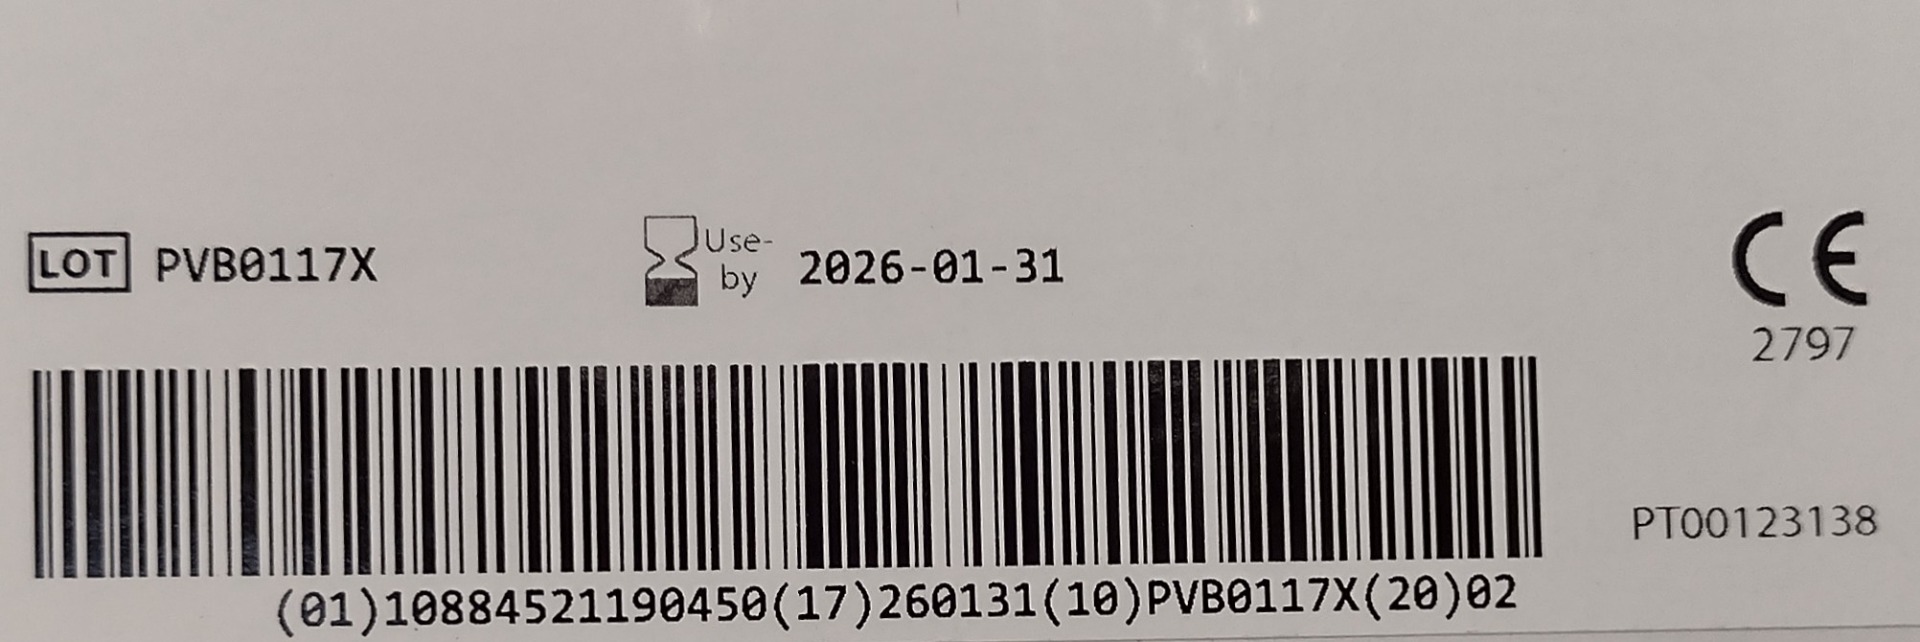 LOT PVB0117X
Use-by 2026-01-31
CE
2797
PT00123138
(01)10884521190450(17)260131(10)PVB0117X(20)02